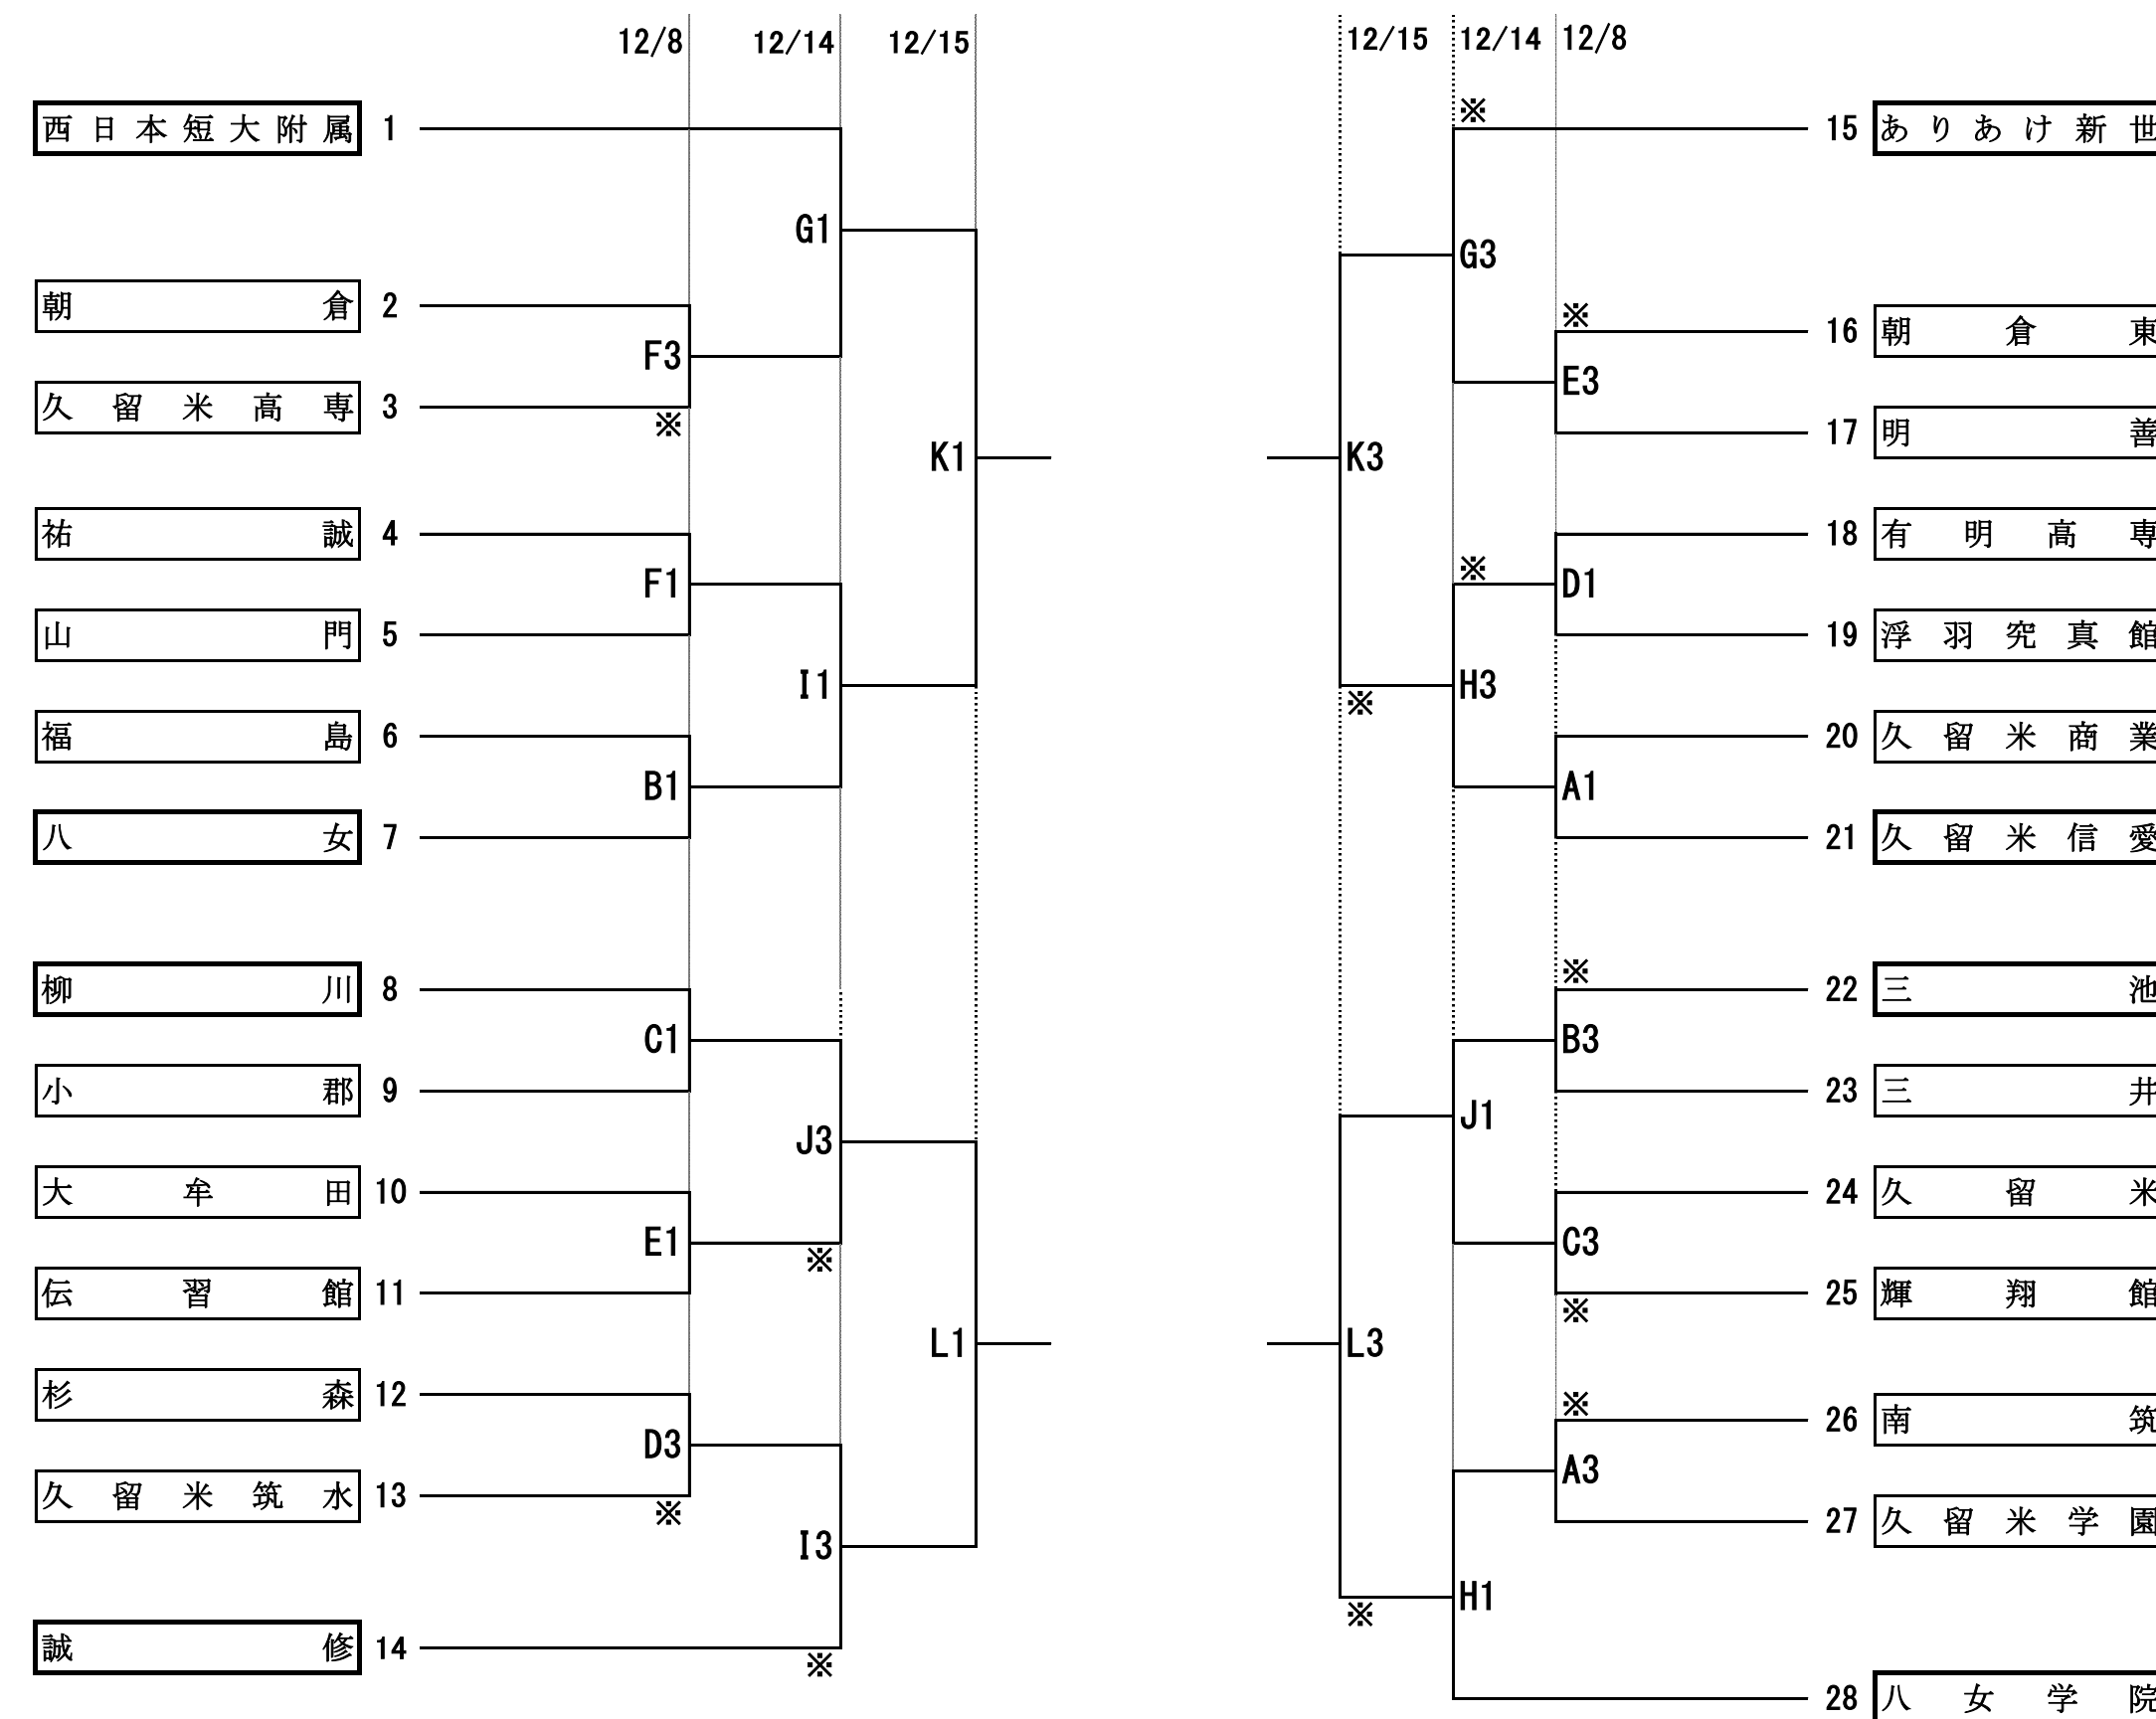 12/8 12/14 12/15 12/15 12/14 12/8
※
西日本短大附属 1 15 ありあけ新世
G1 G3
朝倉 2 ※ 16 朝倉東
F3 E3
久留米高専 3 ※ 17 明善
K1 K3
祐誠 4 18 有明高専
F1 ※ D1
山門 5 19 浮羽究真館
I1 ※ H3
福島 6 20 久留米商業
B1 A1
八女 7 21 久留米信愛
※
柳川 8 22 三池
C1 B3
小郡 9 23 三井
J3 J1
大牟田 10 24 久留米
E1 ※ C3
伝習館 11 25 輝翔館
※
L1 L3
杉森 12 ※ 26 南筑
D3 A3
久留米筑水 13 27 久留米学園
※
I3 H1
※
誠修 14
※
28 八女学院